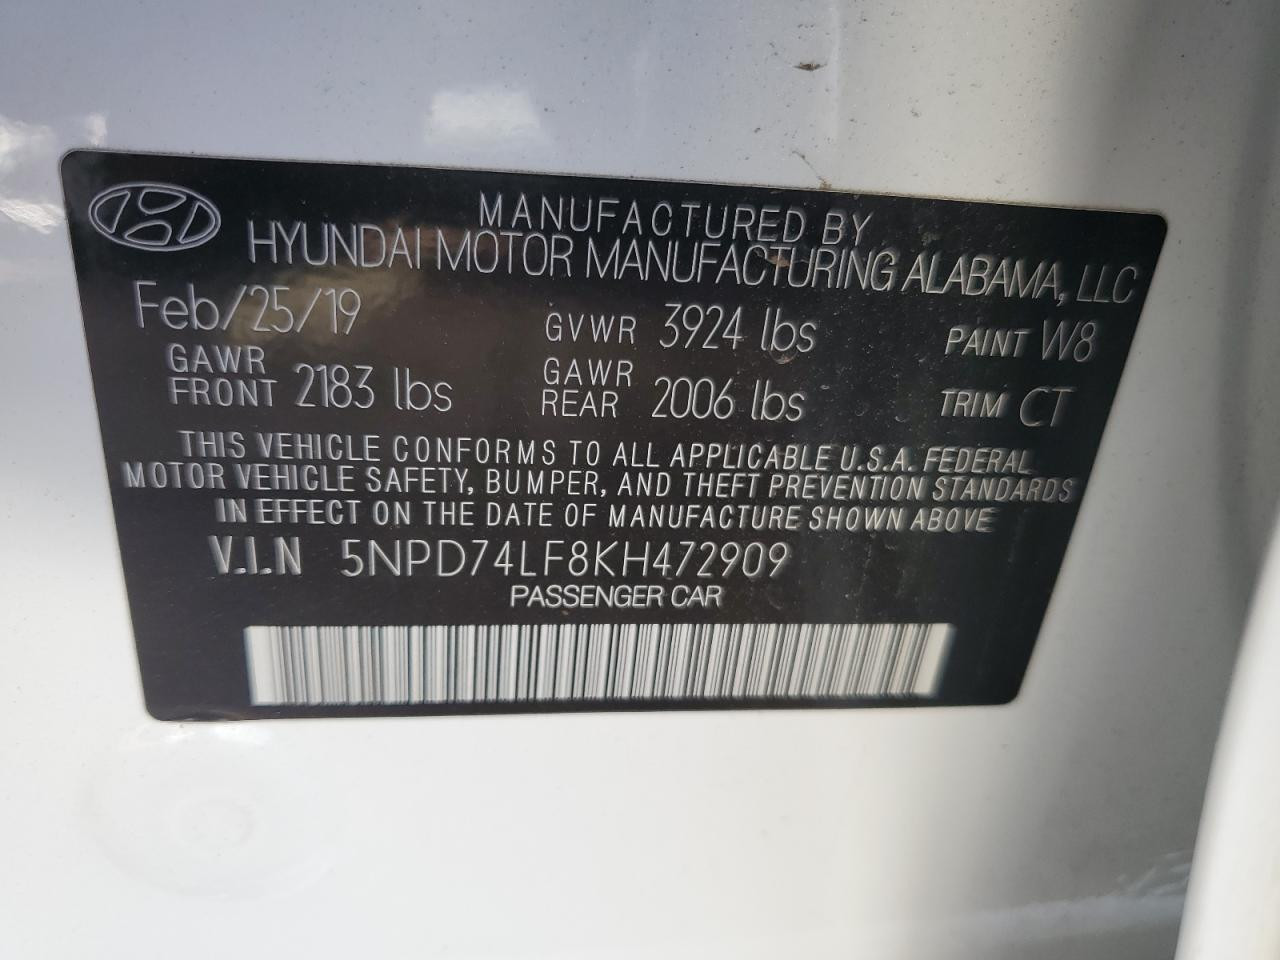 MANUFACTURED BY
HYUNDAI MOTOR MANUFACTURING ALABAMA, LLC
Feb/25/19 GVWR 3924 lbs PAINT W8
GAWR FRONT 2183 lbs GAWR REAR 2006 lbs TRIM CT
THIS VEHICLE CONFORMS TO ALL APPLICABLE U.S.A. FEDERAL
MOTOR VEHICLE SAFETY, BUMPER, AND THEFT PREVENTION STANDARDS
IN EFFECT ON THE DATE OF MANUFACTURE SHOWN ABOVE
V.I.N 5NPD74LF8KH472909
PASSENGER CAR